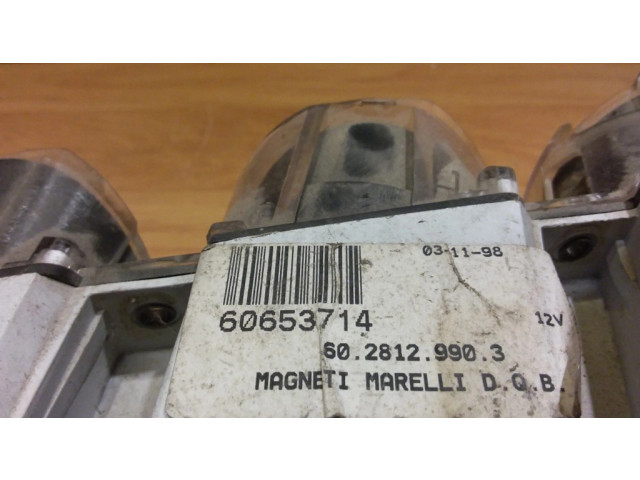 03-11-98
60653714
12V
60.2812.990.3
MAGNETI MARELLI D.Q.B.